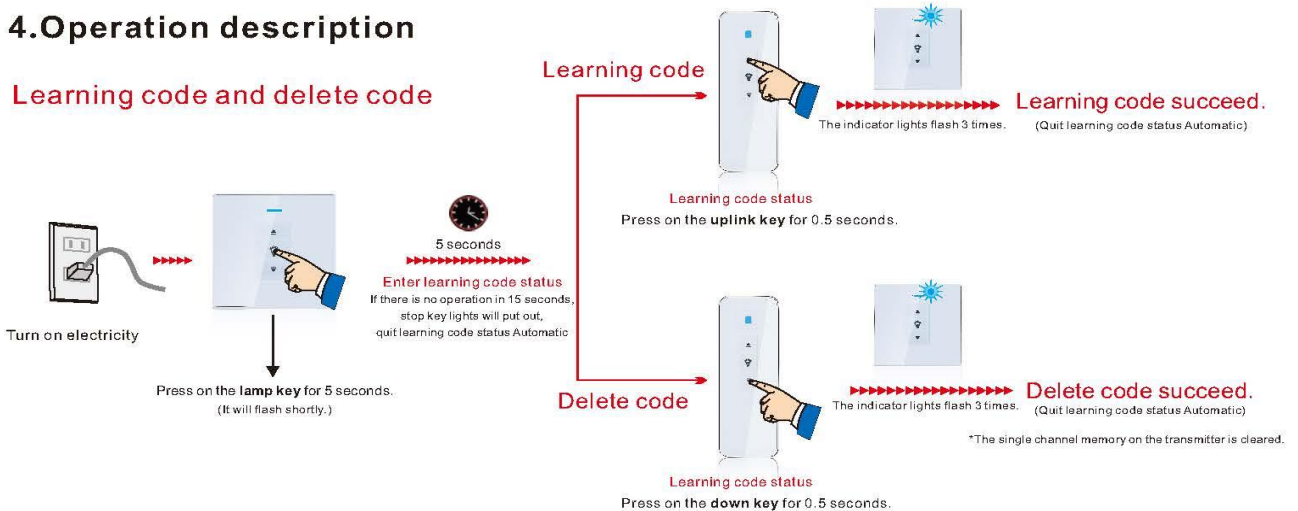 4.Operation description
Learning code and delete code
Turn on electricity
Press on the lamp key for 5 seconds.
(It will flash shortly.)
5 seconds
Enter learning code status
If there is no operation in 15 seconds,
stop key lights will put out,
quit learning code status Automatic
Learning code
Learning code status
Press on the uplink key for 0.5 seconds.
The indicator lights flash 3 times.
Learning code succeed.
(Quit learning code status Automatic)
Delete code
Learning code status
Press on the down key for 0.5 seconds.
The indicator lights flash 3 times.
Delete code succeed.
(Quit learning code status Automatic)
*The single channel memory on the transmitter is cleared.